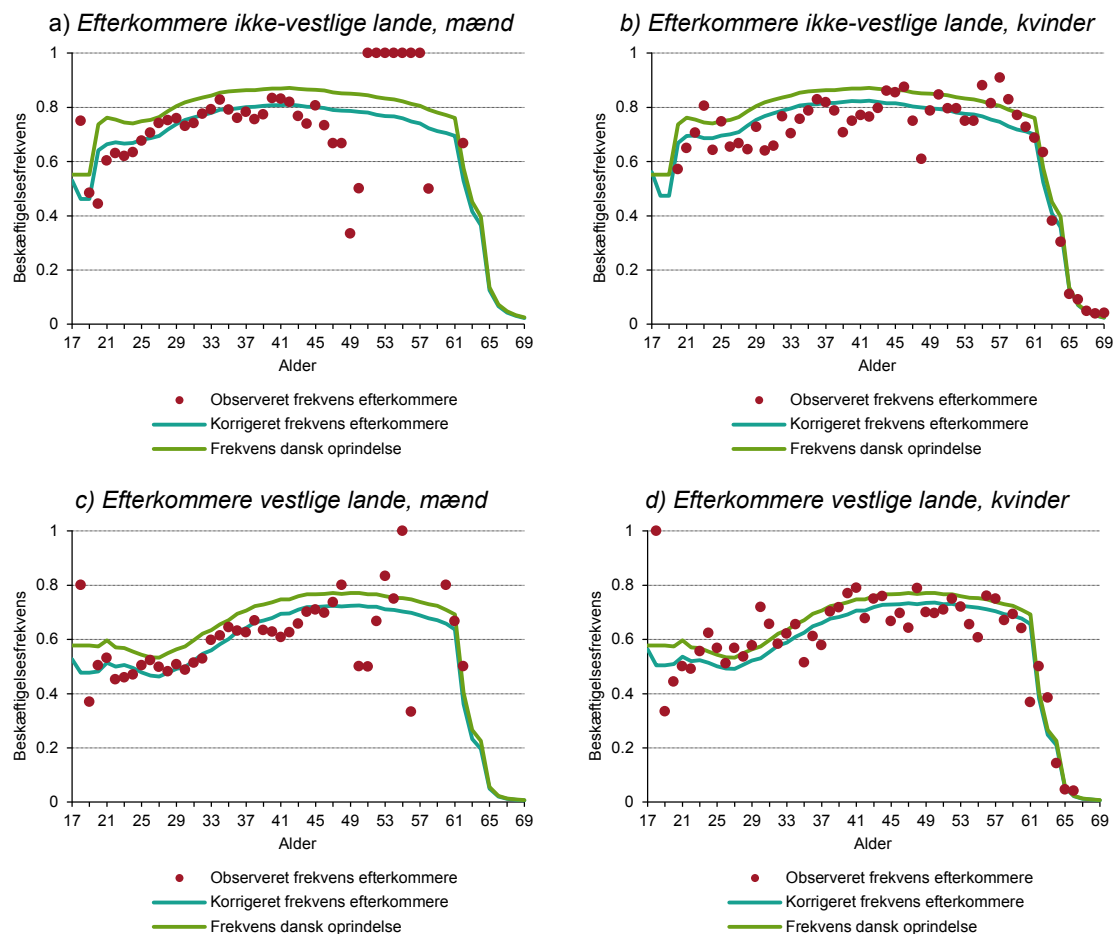 a) Efterkommere ikke-vestlige lande, mænd
Beskæftigelsesfrekvens
1
0.8
0.6
0.4
0.2
0
17 21 25 29 33 37 41 45 49 53 57 61 65 69
Alder
Observeret frekvens efterkommere
Korrigeret frekvens efterkommere
Frekvens dansk oprindelse
b) Efterkommere ikke-vestlige lande, kvinder
Beskæftigelsesfrekvens
1
0.8
0.6
0.4
0.2
0
17 21 25 29 33 37 41 45 49 53 57 61 65 69
Alder
Observeret frekvens efterkommere
Korrigeret frekvens efterkommere
Frekvens dansk oprindelse
c) Efterkommere vestlige lande, mænd
Beskæftigelsesfrekvens
1
0.8
0.6
0.4
0.2
0
17 21 25 29 33 37 41 45 49 53 57 61 65 69
Alder
Observeret frekvens efterkommere
Korrigeret frekvens efterkommere
Frekvens dansk oprindelse
d) Efterkommere vestlige lande, kvinder
Beskæftigelsesfrekvens
1
0.8
0.6
0.4
0.2
0
17 21 25 29 33 37 41 45 49 53 57 61 65 69
Alder
Observeret frekvens efterkommere
Korrigeret frekvens efterkommere
Frekvens dansk oprindelse